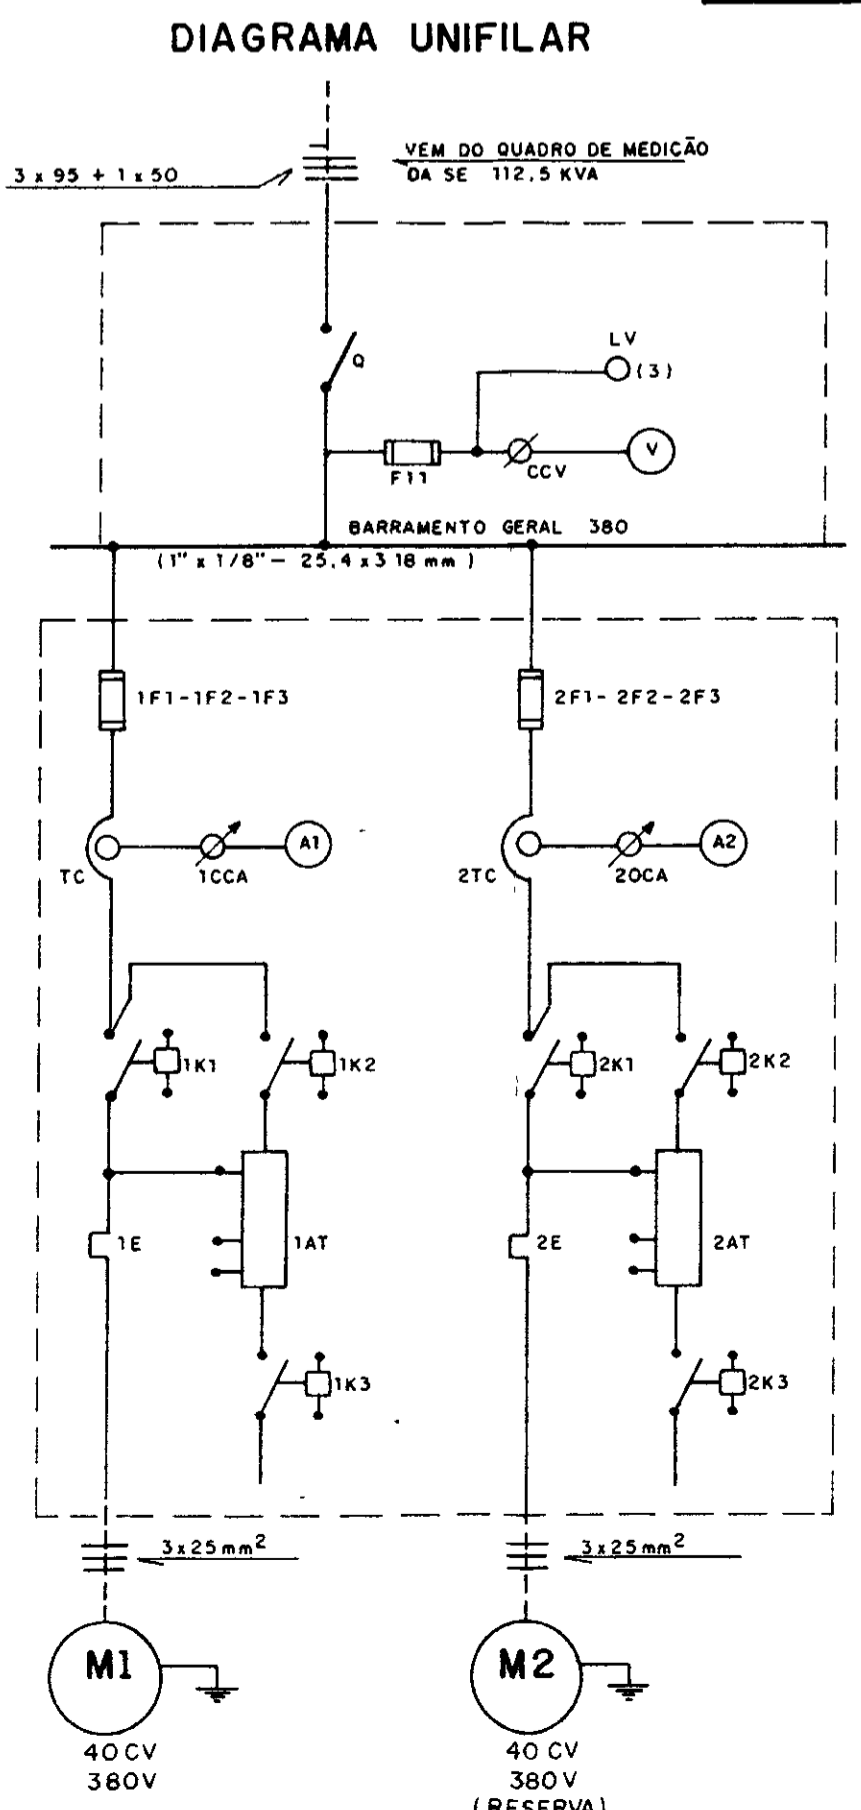 DIAGRAMA UNIFILAR
VEM DO QUADRO DE MEDIÇÃO
DA SE 112,5 KVA
3 x 95 + 1 x 50
LV
(3)
Q
V
F11
CCV
BARRAMENTO GERAL 380
(1" x 1/8" - 25,4 x 3 18 mm)
1F1-1F2-1F3
2F1-2F2-2F3
A1
A2
TC
1CCA
2TC
2OCA
1K1
1K2
2K1
2K2
1E
1AT
2E
2AT
1K3
2K3
3x25mm²
3x25mm²
M1
M2
40 CV
380V
40 CV
380V
(RESERVA)